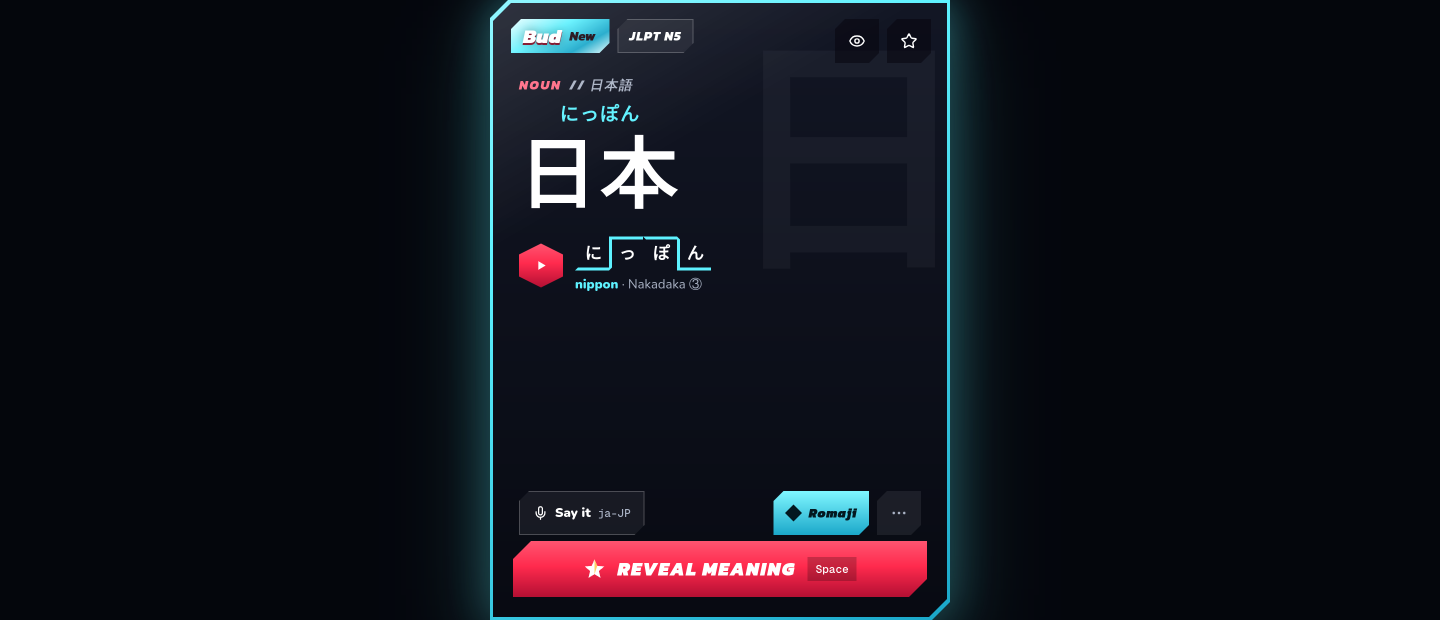 Bud New JLPT N5
NOUN // 日本語
にっぽん
日本
にっぽん
nippon · Nakadaka ③
Say it ja-JP
Romaji
REVEAL MEANING Space